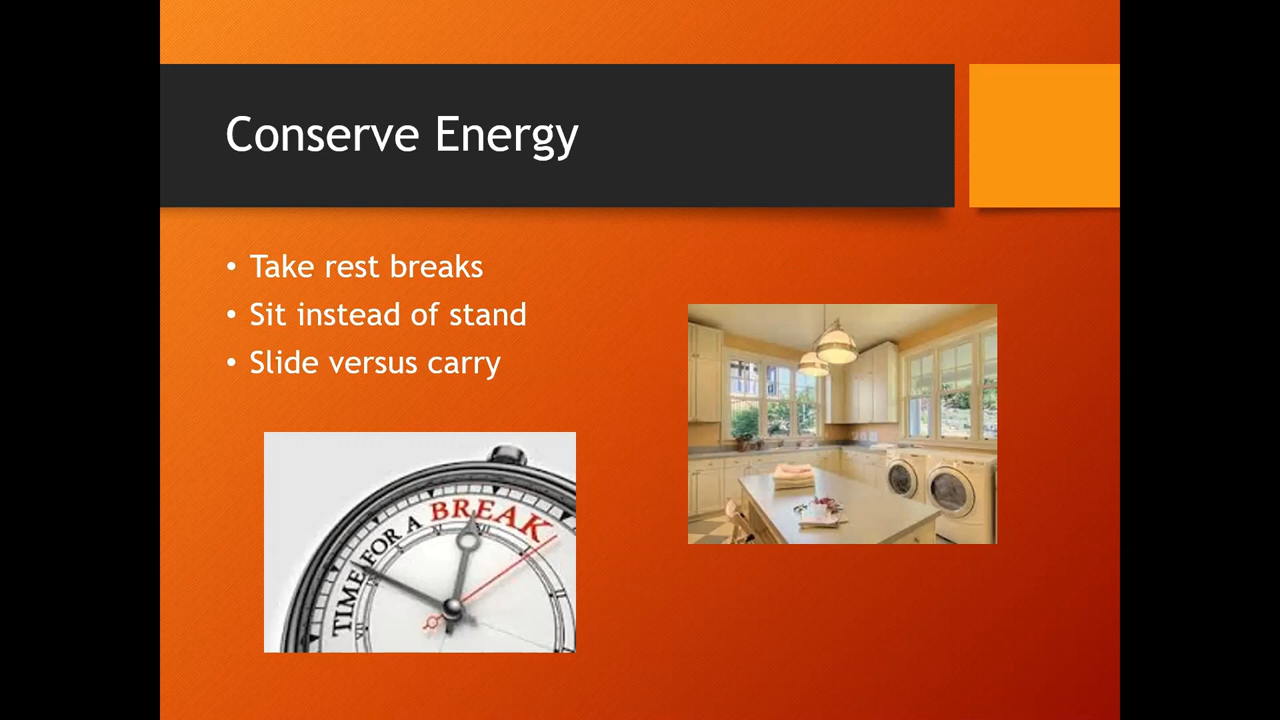 Conserve Energy
• Take rest breaks
• Sit instead of stand
• Slide versus carry
TIME FOR A BREAK